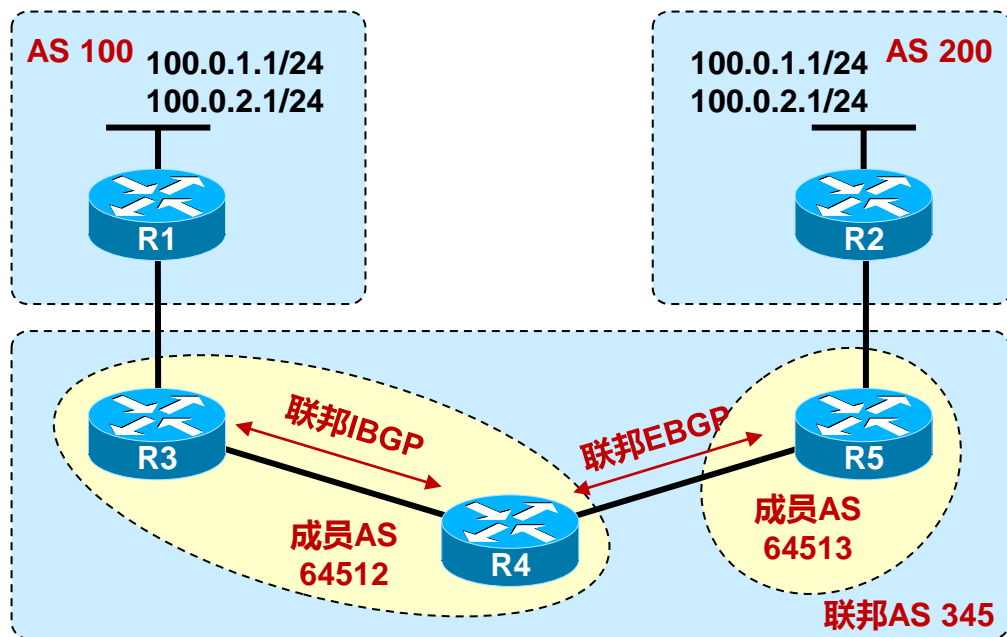 AS 100
100.0.1.1/24
100.0.2.1/24
R1
100.0.1.1/24
AS 200
100.0.2.1/24
R2
R3
联邦IBGP
成员AS
64512
R4
联邦EBGP
R5
成员AS
64513
联邦AS 345